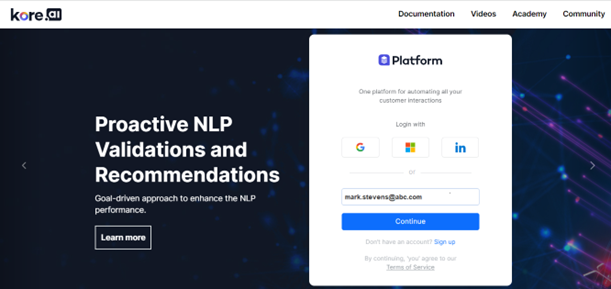 kore.ai
Documentation
Videos
Academy
Community
Proactive NLP
Validations and
Recommendations
Goal-driven approach to enhance the NLP
performance.
Learn more
Platform
One platform for automating all your
customer interactions
Login with
or
mark.stevens@abc.com
Continue
Don't have an account? Sign up
By continuing, 'you' agree to our
Terms of Service